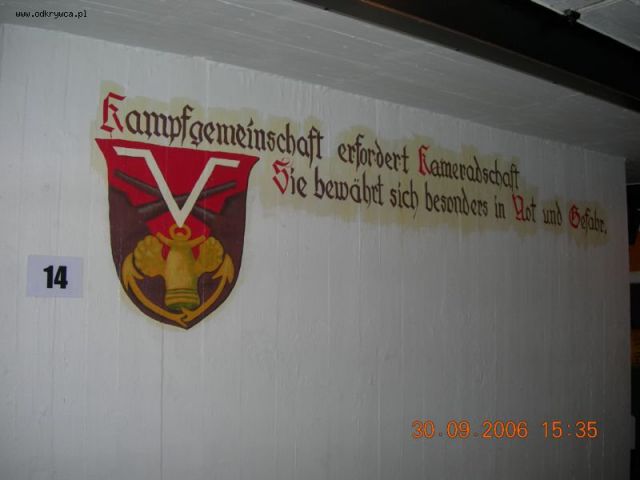 www.odkrywca.pl
Kampfgemeinschaft erfordert Kameradschaft
Sie bewährt sich besonders in Not und Gefahr.
V
14
30.09.2006 15:35